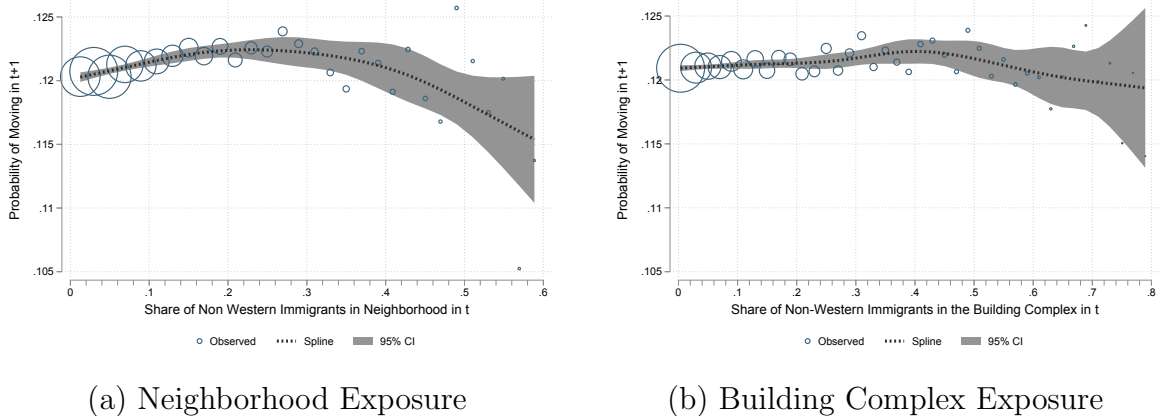 .125
.12
.115
.11
.105
Probability of Moving in t+1
0 .1 .2 .3 .4 .5 .6
Share of Non Western Immigrants in Neighborhood in t
Observed Spline 95% CI
(a) Neighborhood Exposure
.125
.12
.115
.11
.105
Probability of Moving in t+1
0 .1 .2 .3 .4 .5 .6 .7 .8
Share of Non-Western Immigrants in the Building Complex in t
Observed Spline 95% CI
(b) Building Complex Exposure